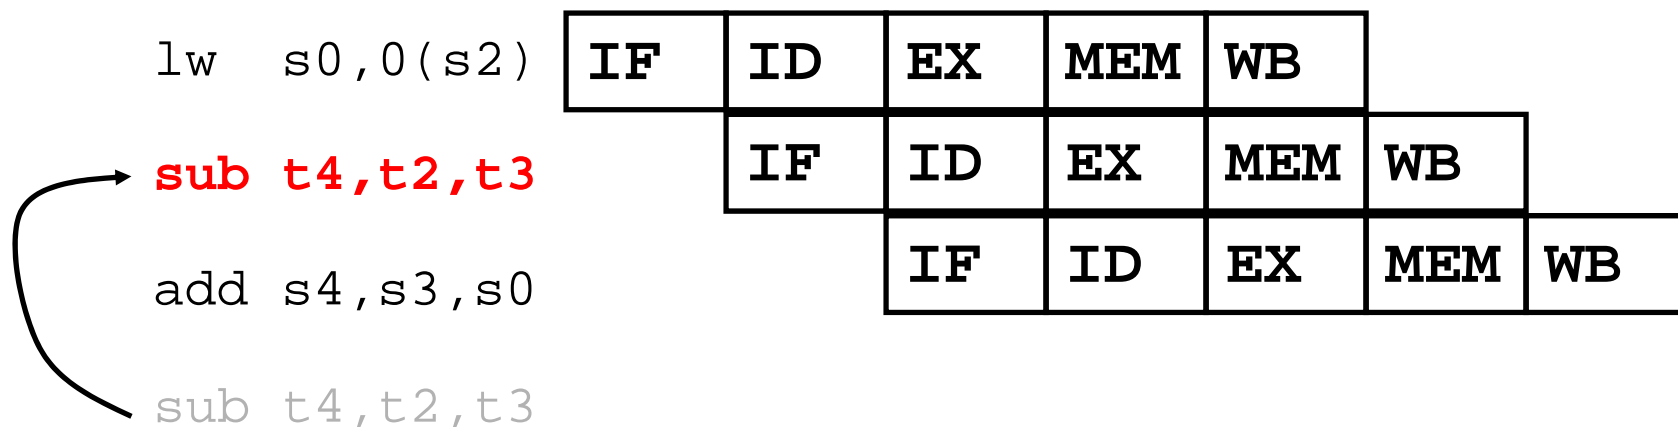 lw s0,0(s2) IF ID EX MEM WB
sub t4,t2,t3 IF ID EX MEM WB
add s4,s3,s0 IF ID EX MEM WB
sub t4,t2,t3